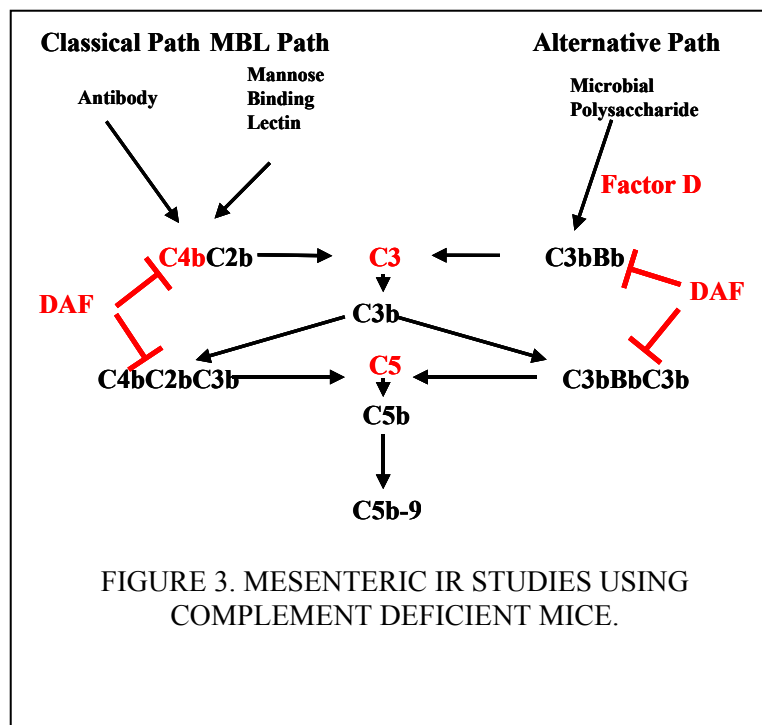 Classical Path MBL Path
Alternative Path
Antibody
Mannose
Binding
Lectin
Microbial
Polysaccharide
Factor D
C4bC2b
C3
C3bBb
DAF
DAF
C3b
C4bC2bC3b
C5
C3bBbC3b
C5b
C5b-9
FIGURE 3. MESENTERIC IR STUDIES USING
COMPLEMENT DEFICIENT MICE.